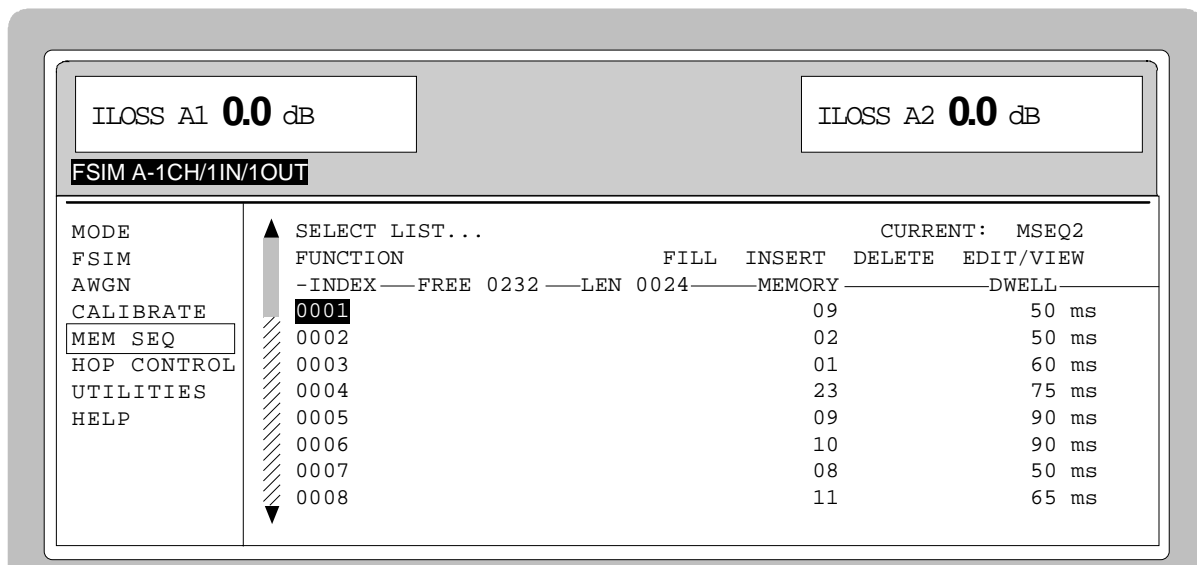 ILOSS A1 0.0 dB
ILOSS A2 0.0 dB
FSIM A-1CH/1IN/1OUT
MODE
FSIM
AWGN
CALIBRATE
MEM SEQ
HOP CONTROL
UTILITIES
HELP
SELECT LIST... CURRENT: MSEQ2
FUNCTION FILL INSERT DELETE EDIT/VIEW
-INDEX—FREE 0232—LEN 0024—MEMORY—DWELL—
0001 09 50 ms
0002 02 50 ms
0003 01 60 ms
0004 23 75 ms
0005 09 90 ms
0006 10 90 ms
0007 08 50 ms
0008 11 65 ms